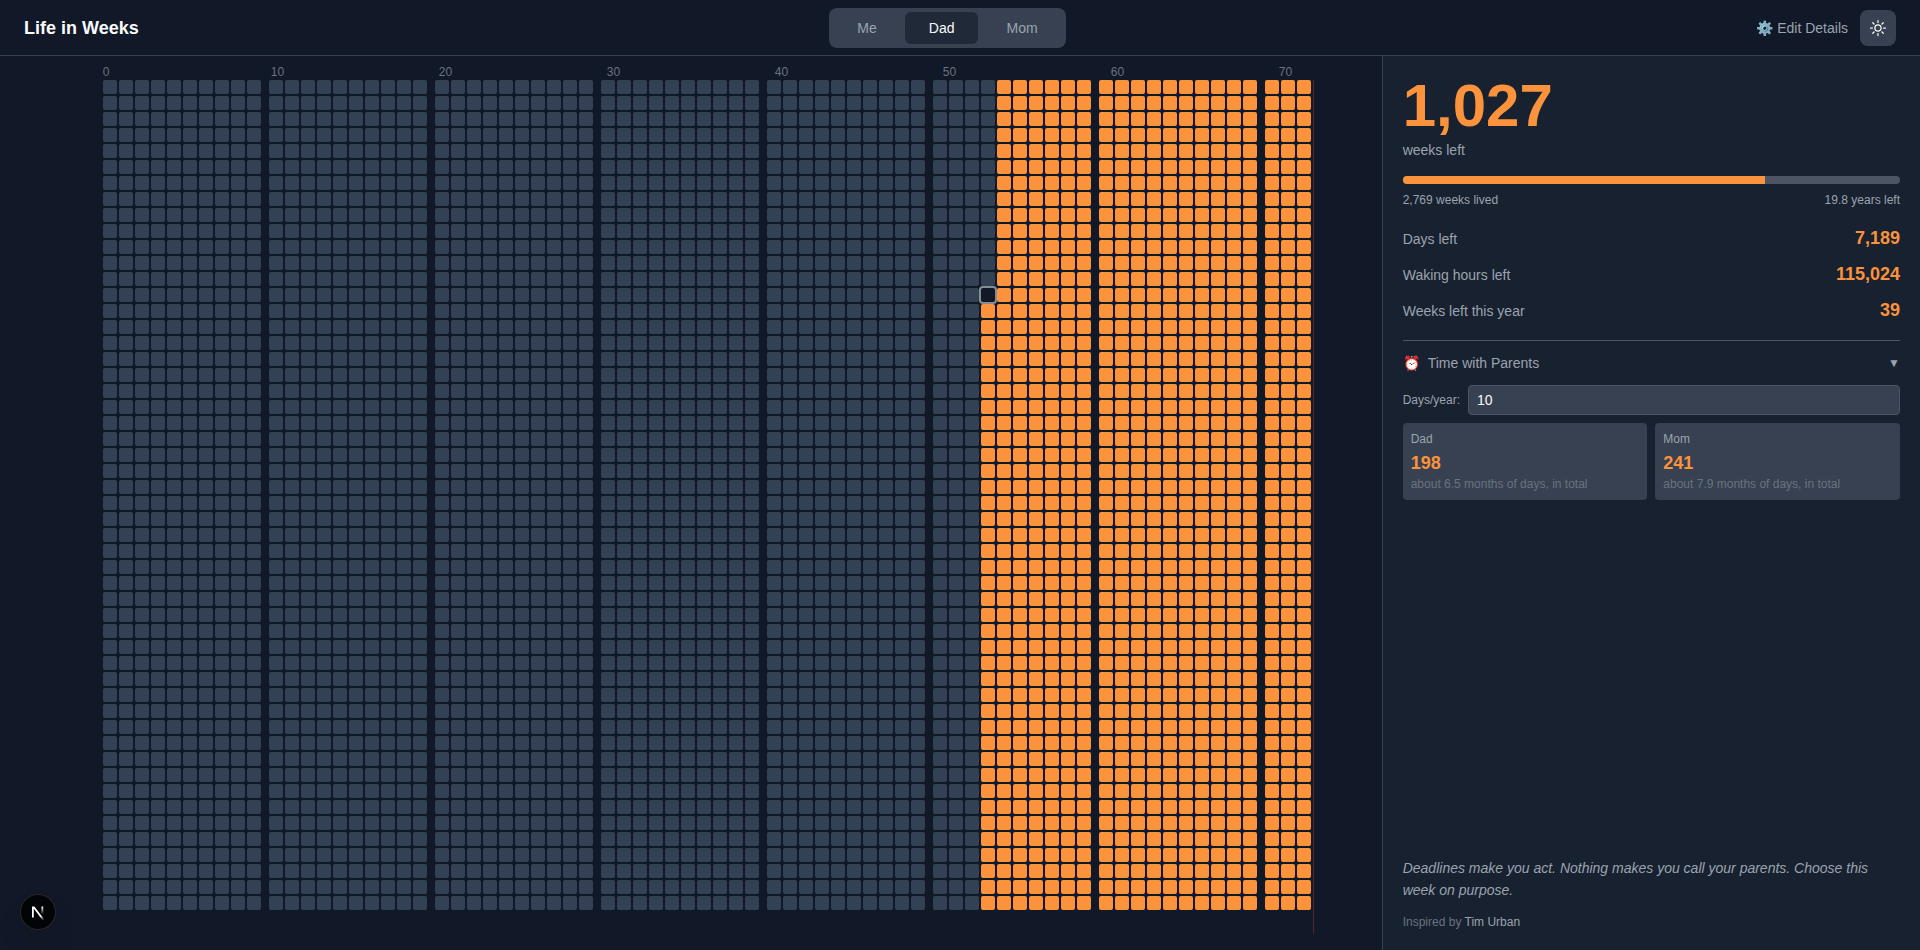 Life in Weeks
Me Dad Mom
⚙️ Edit Details
0 10 20 30 40 50 60 70
1,027
weeks left
2,769 weeks lived 19.8 years left
Days left 7,189
Waking hours left 115,024
Weeks left this year 39
⏰ Time with Parents ▼
Days/year: 10
Dad Mom
198 241
about 6.5 months of days, in total about 7.9 months of days, in total
Deadlines make you act. Nothing makes you call your parents. Choose this
week on purpose.
Inspired by Tim Urban
N